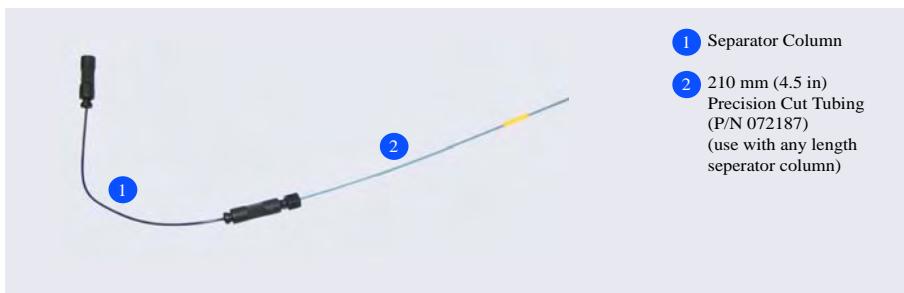 1 Separator Column
2 210 mm (4.5 in)
Precision Cut Tubing
(P/N 072187)
(use with any length
seperator column)
1
2